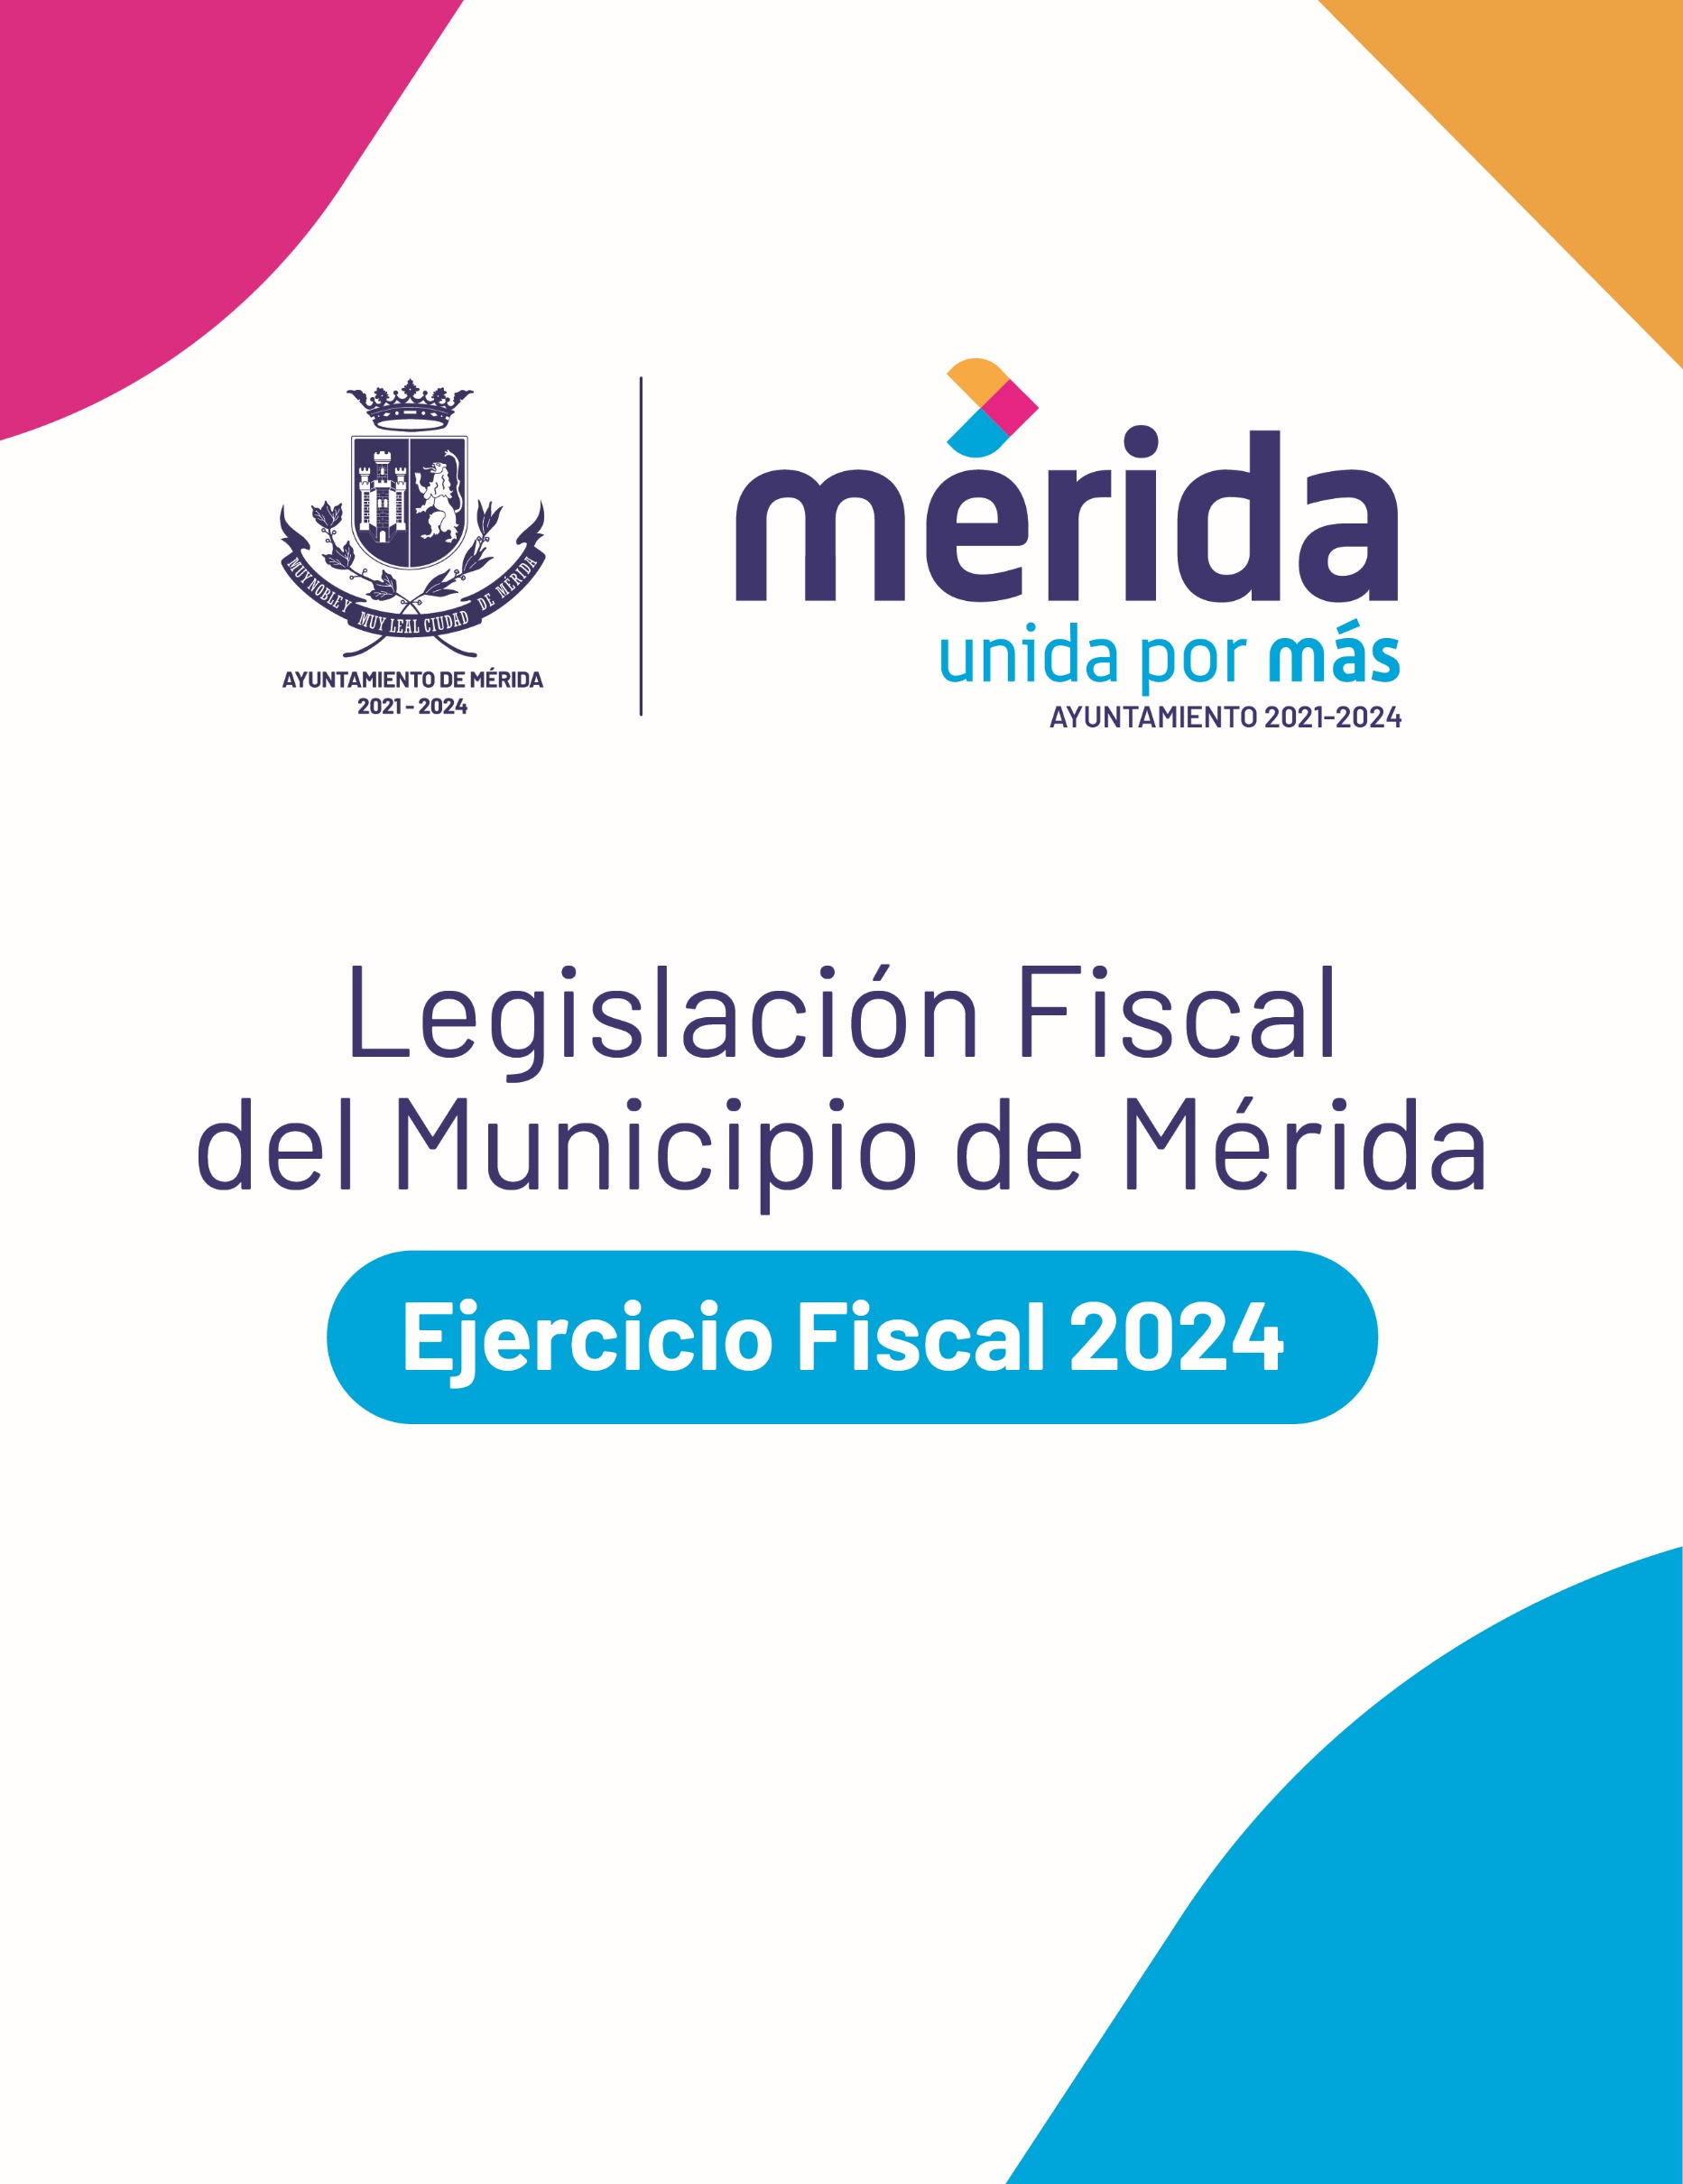 MUY NOBLE Y MUY LEAL CIUDAD DE MÉRIDA
AYUNTAMIENTO DE MÉRIDA
2021 - 2024
mérida
unida por más
AYUNTAMIENTO 2021-2024
Legislación Fiscal
del Municipio de Mérida
Ejercicio Fiscal 2024